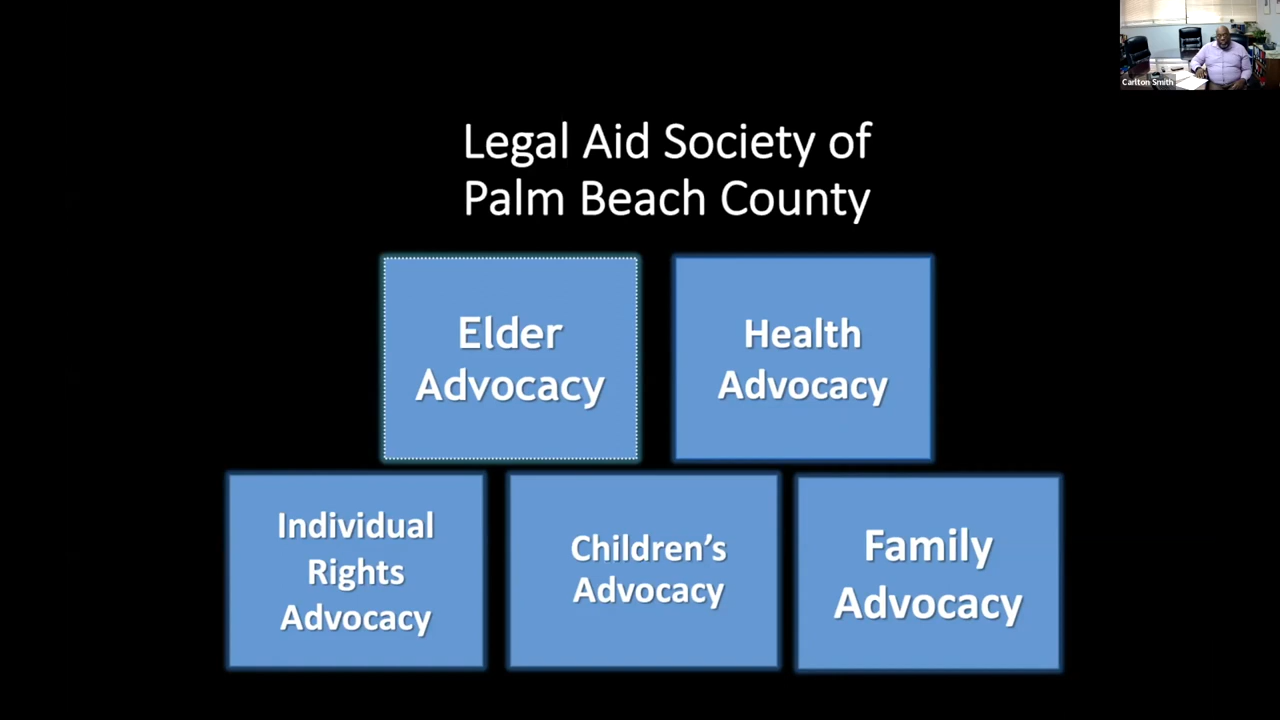 Carlton Smith
Legal Aid Society of
Palm Beach County
Elder
Advocacy
Health
Advocacy
Individual
Rights
Advocacy
Children’s
Advocacy
Family
Advocacy